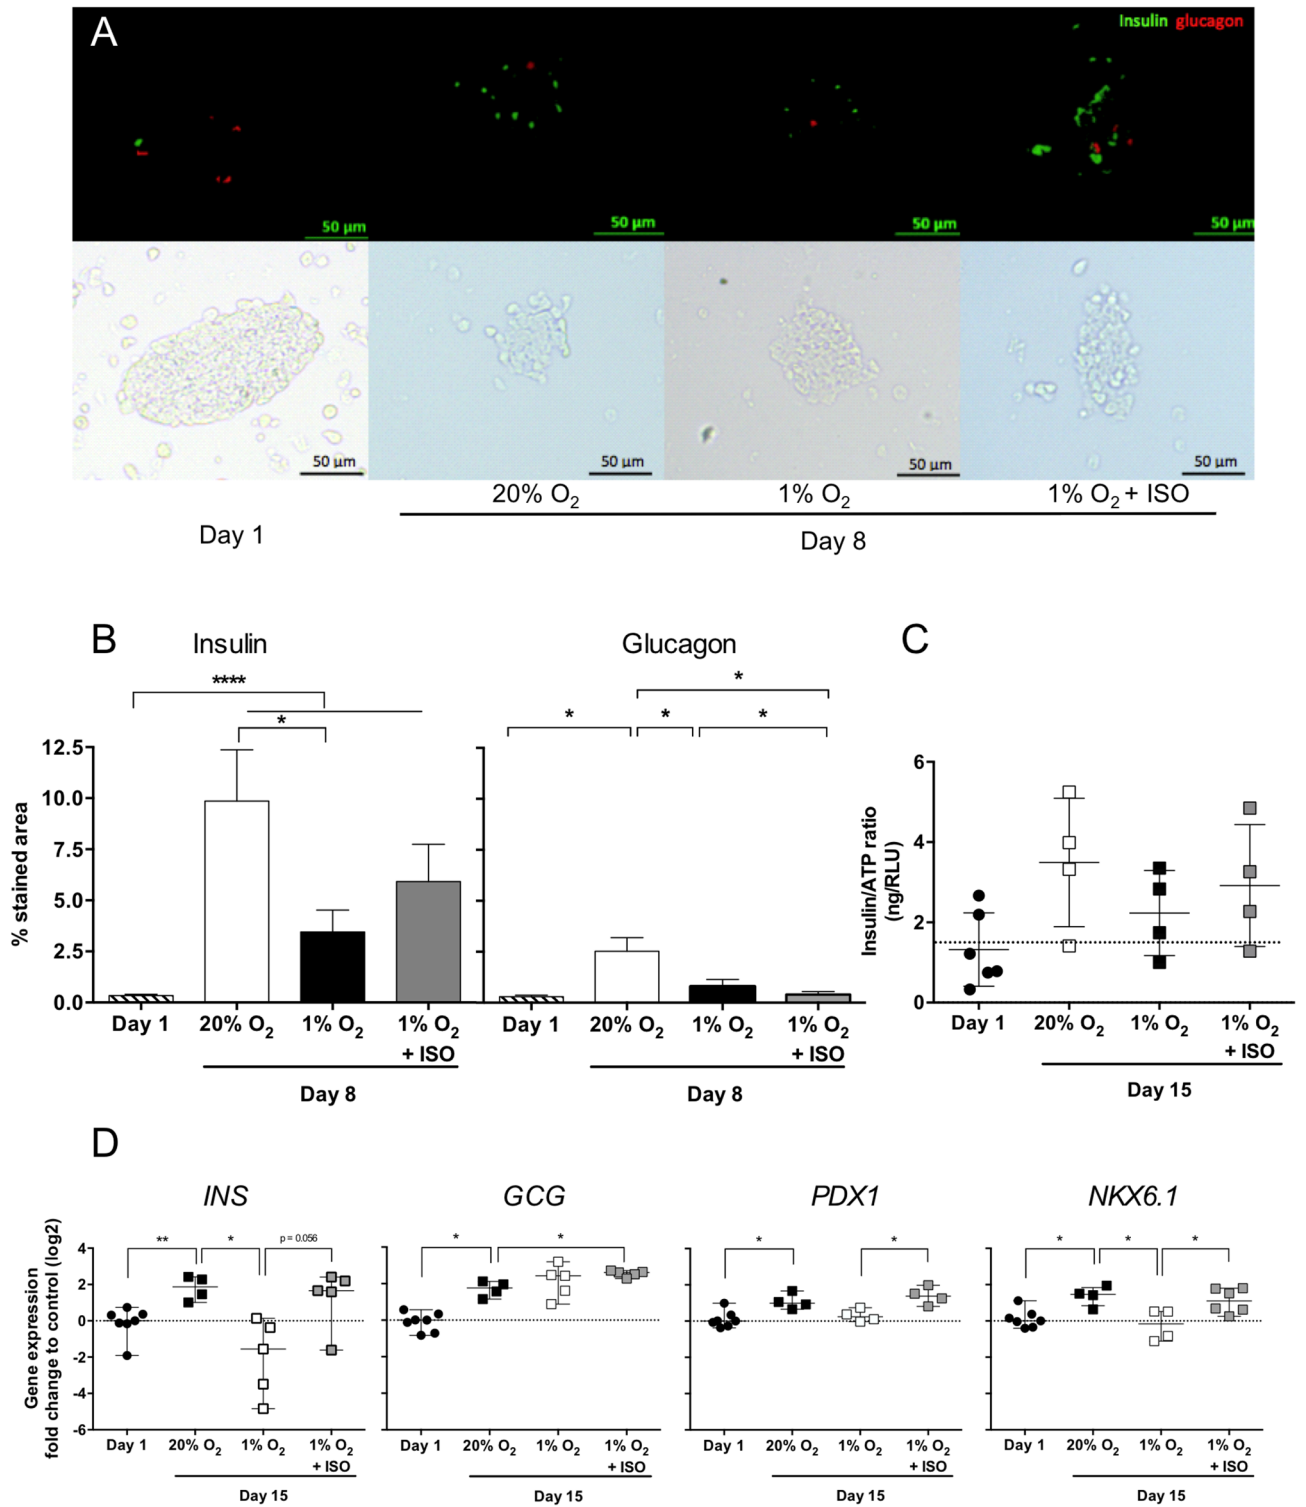 A
Insulin glucagon
50 µm 50 µm 50 µm 50 µm
50 µm 50 µm 50 µm 50 µm
20% O2 1% O2 1% O2 + ISO
Day 1
Day 8
B
Insulin
Glucagon
C
****
*
*
*
*
*
% stained area
12.5
10.0
7.5
5.0
2.5
0.0
Day 1 20% O2 1% O2 1% O2 + ISO
Day 8
Day 1 20% O2 1% O2 1% O2 + ISO
Day 8
Insulin/ATP ratio
(ng/RLU)
6
4
2
0
Day 1 20% O2 1% O2 1% O2 + ISO
Day 15
D
Gene expression
fold change to control (log2)
4
2
0
-2
-4
-6
INS
** * p = 0.056
Day 1 20% O2 1% O2 1% O2 + ISO
Day 15
GCG
* *
Day 1 20% O2 1% O2 1% O2 + ISO
Day 15
PDX1
* *
Day 1 20% O2 1% O2 1% O2 + ISO
Day 15
NKX6.1
* * *
Day 1 20% O2 1% O2 1% O2 + ISO
Day 15